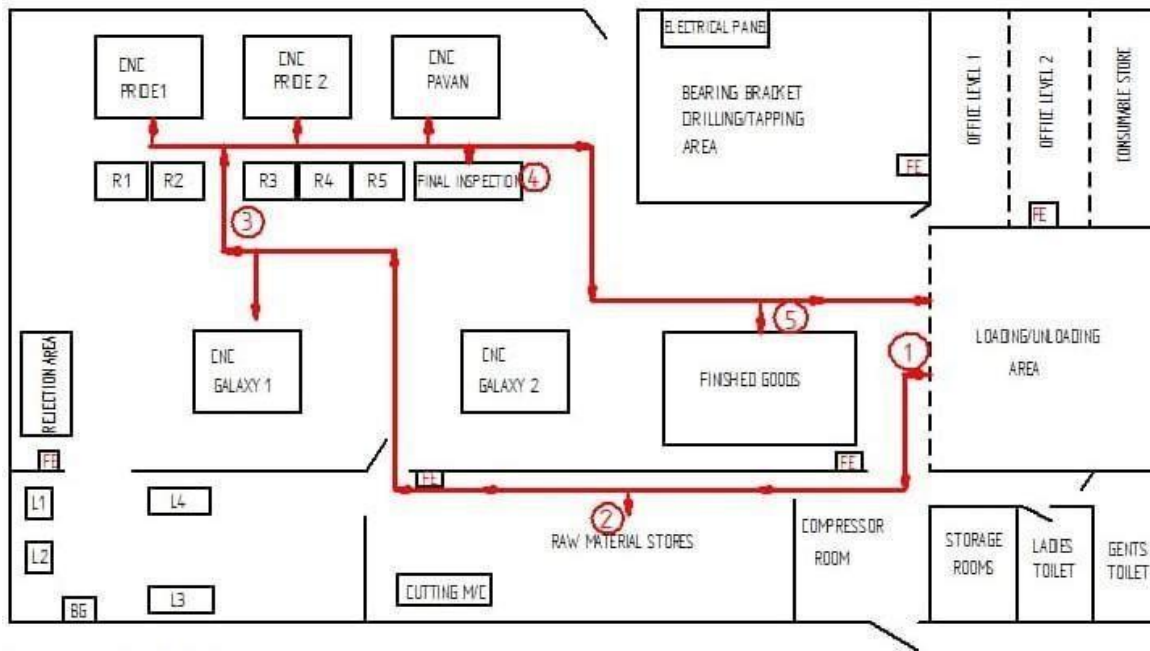 ELECTRICAL PANEL
CNC
PRIDE1
CNC
PRIDE 2
CNC
PAVAN
BEARING BRACKET
DRILLING/TAPPING
AREA
OFFICE LEVEL 1
OFFICE LEVEL 2
CONSUMABLE STORE
FE
R1
R2
R3
R4
R5
FINAL INSPECTION
4
3
FE
5
1
LOADING/UNLOADING
AREA
REJECTION AREA
CNC
GALAXY 1
CNC
GALAXY 2
FINISHED GOODS
FE
FE
FE
L1
L4
2
RAW MATERIAL STORES
COMPRESSOR
ROOM
STORAGE
ROOMS
LADIES
TOILET
GENTS
TOILET
L2
CUTTING M/C
BG
L3